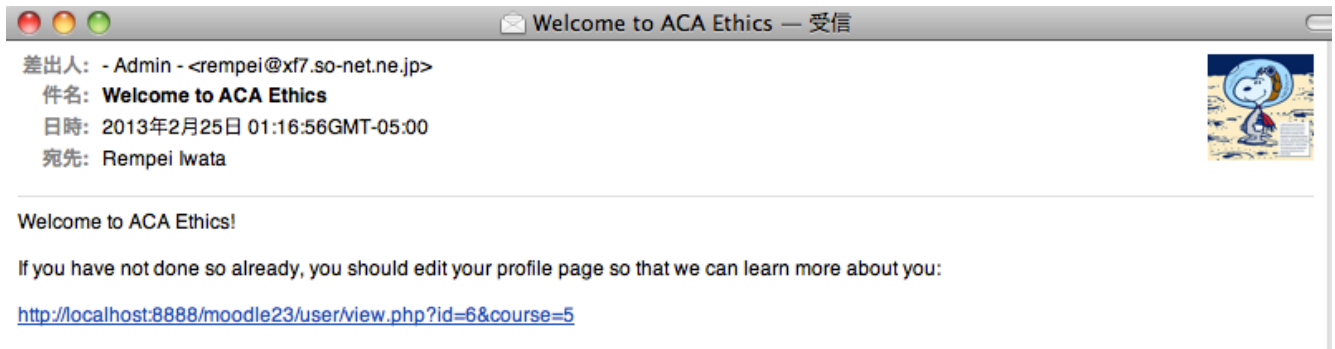 Welcome to ACA Ethics — 受信
差出人: - Admin - <rempei@xf7.so-net.ne.jp>
件名: Welcome to ACA Ethics
日時: 2013年2月25日 01:16:56GMT-05:00
宛先: Rempei Iwata
Welcome to ACA Ethics!
If you have not done so already, you should edit your profile page so that we can learn more about you:
http://localhost:8888/moodle23/user/view.php?id=6&course=5